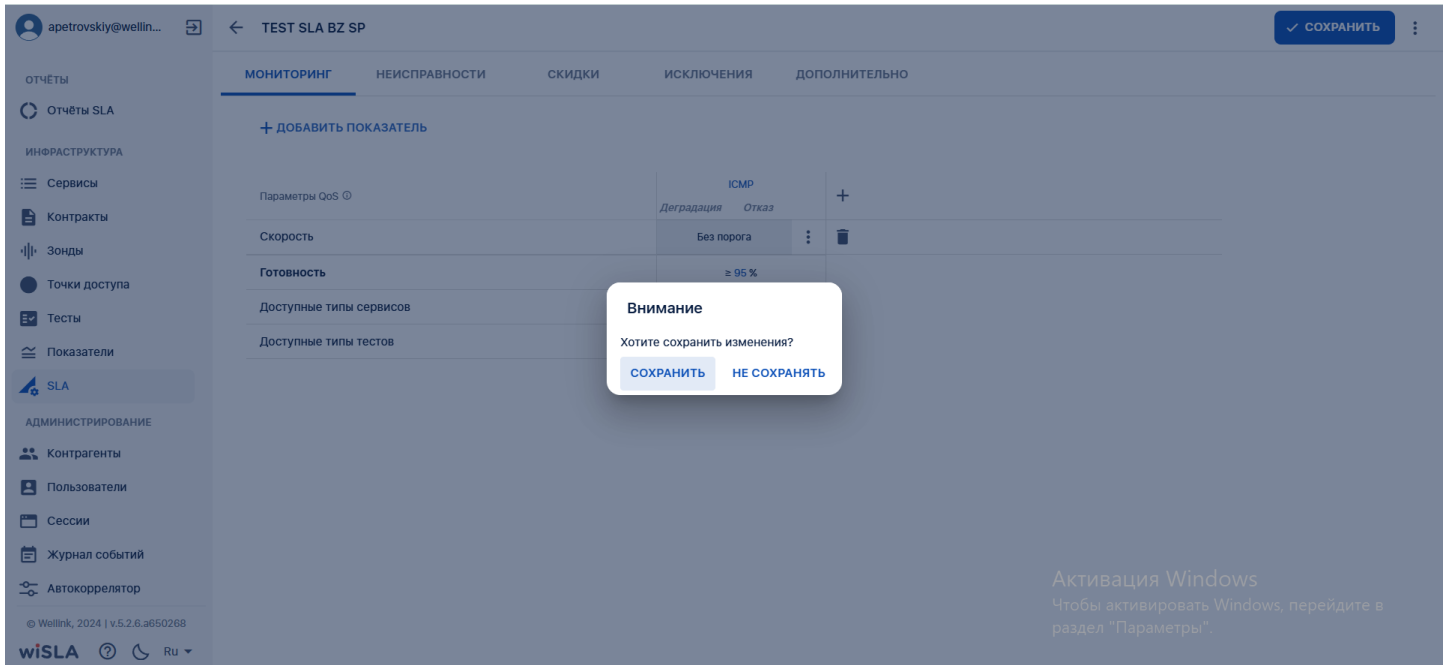 apetrovskiy@wellin...
TEST SLA BZ SP
СОХРАНИТЬ
МОНИТОРИНГ НЕИСПРАВНОСТИ СКИДКИ ИСКЛЮЧЕНИЯ ДОПОЛНИТЕЛЬНО
ОТЧЁТЫ
Отчёты SLA
ДОБАВИТЬ ПОКАЗАТЕЛЬ
ИНФРАСТРУКТУРА
Сервисы
Контракты
Зонды
Точки доступа
Тесты
Показатели
SLA
АДМИНИСТРИРОВАНИЕ
Контрагенты
Пользователи
Сессии
Журнал событий
Автокоррелятор
© Wellink, 2024 | v.5.2.6.a650268
wiSLA Ru
Параметры QoS
ICMP
Деградация Отказ
Скорость Без порога
Готовность ≥ 95 %
Доступные типы сервисов
Доступные типы тестов
Внимание
Хотите сохранить изменения?
СОХРАНИТЬ НЕ СОХРАНЯТЬ
Активация Windows
Чтобы активировать Windows, перейдите в
раздел "Параметры".